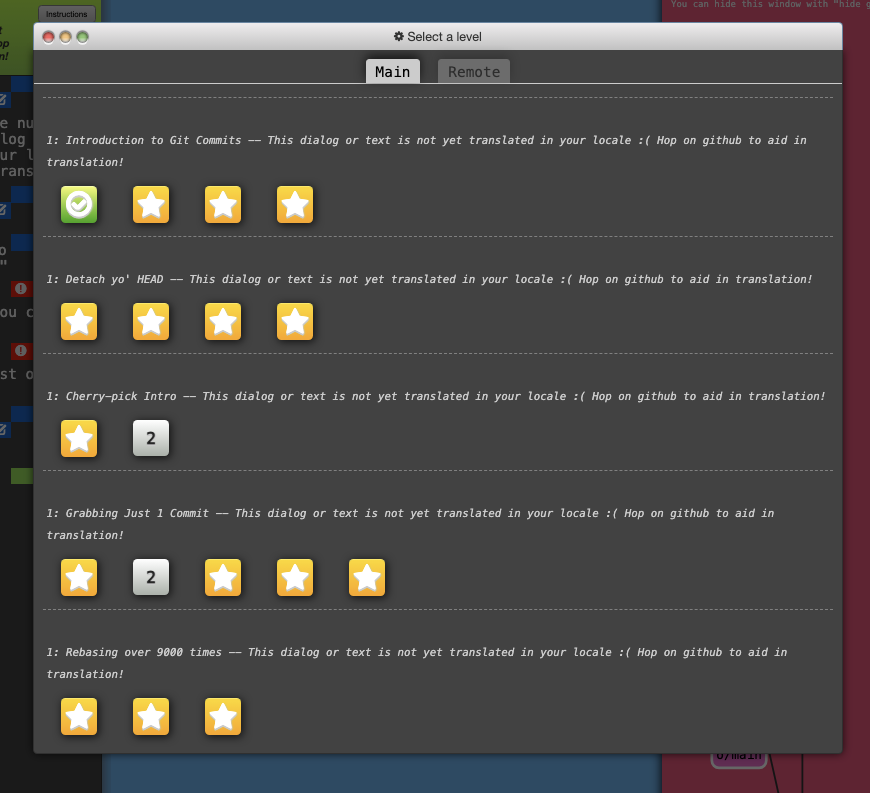 You can hide this window with "hide g
Instructions
Select a level
Main
Remote
1: Introduction to Git Commits –– This dialog or text is not yet translated in your locale :( Hop on github to aid in
translation!
1: Detach yo' HEAD –– This dialog or text is not yet translated in your locale :( Hop on github to aid in translation!
1: Cherry–pick Intro –– This dialog or text is not yet translated in your locale :( Hop on github to aid in translation!
2
1: Grabbing Just 1 Commit –– This dialog or text is not yet translated in your locale :( Hop on github to aid in
translation!
2
1: Rebasing over 9000 times –– This dialog or text is not yet translated in your locale :( Hop on github to aid in
translation!